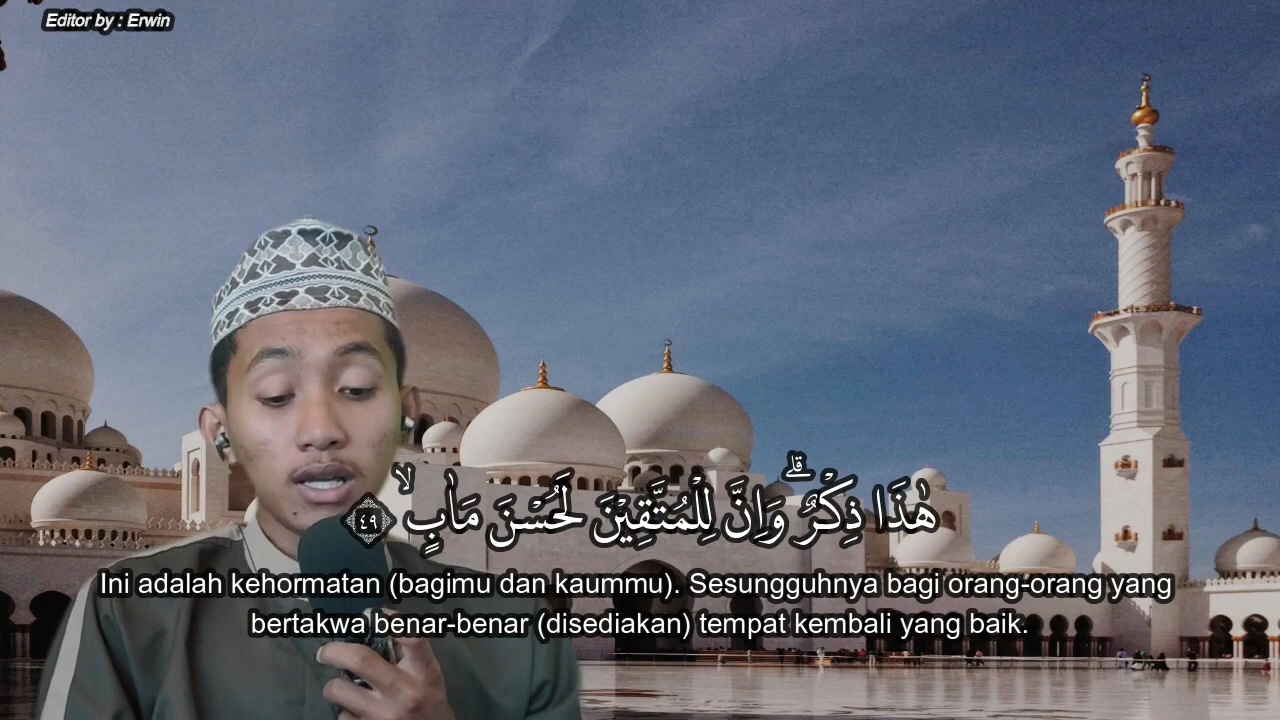 Editor by : Erwin
هٰذَا ذِكْرٌ ۗوَاِنَّ لِلْمُتَّقِيْنَ لَحُسْنَ مَاٰبٍ ۙ ٤٩
Ini adalah kehormatan (bagimu dan kaummu). Sesungguhnya bagi orang-orang yang
bertakwa benar-benar (disediakan) tempat kembali yang baik.